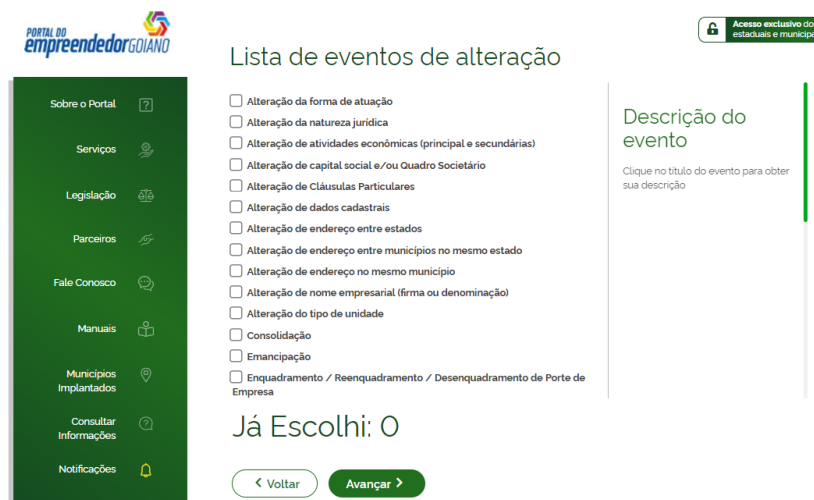 PORTAL DO
empreendedorGOIANO
Acesso exclusivo
estaduais e
Lista de eventos de alteração
Sobre o Portal
Serviços
Legislação
Parceiros
Fale Conosco
Manuais
Municípios
Implantados
Consultar
Informações
Notificações
Alteração da forma de atuação
Alteração da natureza jurídica
Alteração de atividades econômicas (principal e secundárias)
Alteração de capital social e/ou Quadro Societário
Alteração de Cláusulas Particulares
Alteração de dados cadastrais
Alteração de endereço entre estados
Alteração de endereço entre municípios no mesmo estado
Alteração de endereço no mesmo município
Alteração de nome empresarial (firma ou denominação)
Alteração do tipo de unidade
Consolidação
Emancipação
Enquadramento / Reenquadramento / Desenquadramento de Porte de
Empresa
Descrição do
evento
Clique no título do evento para obter
sua descrição
Já Escolhi: 0
Voltar
Avançar